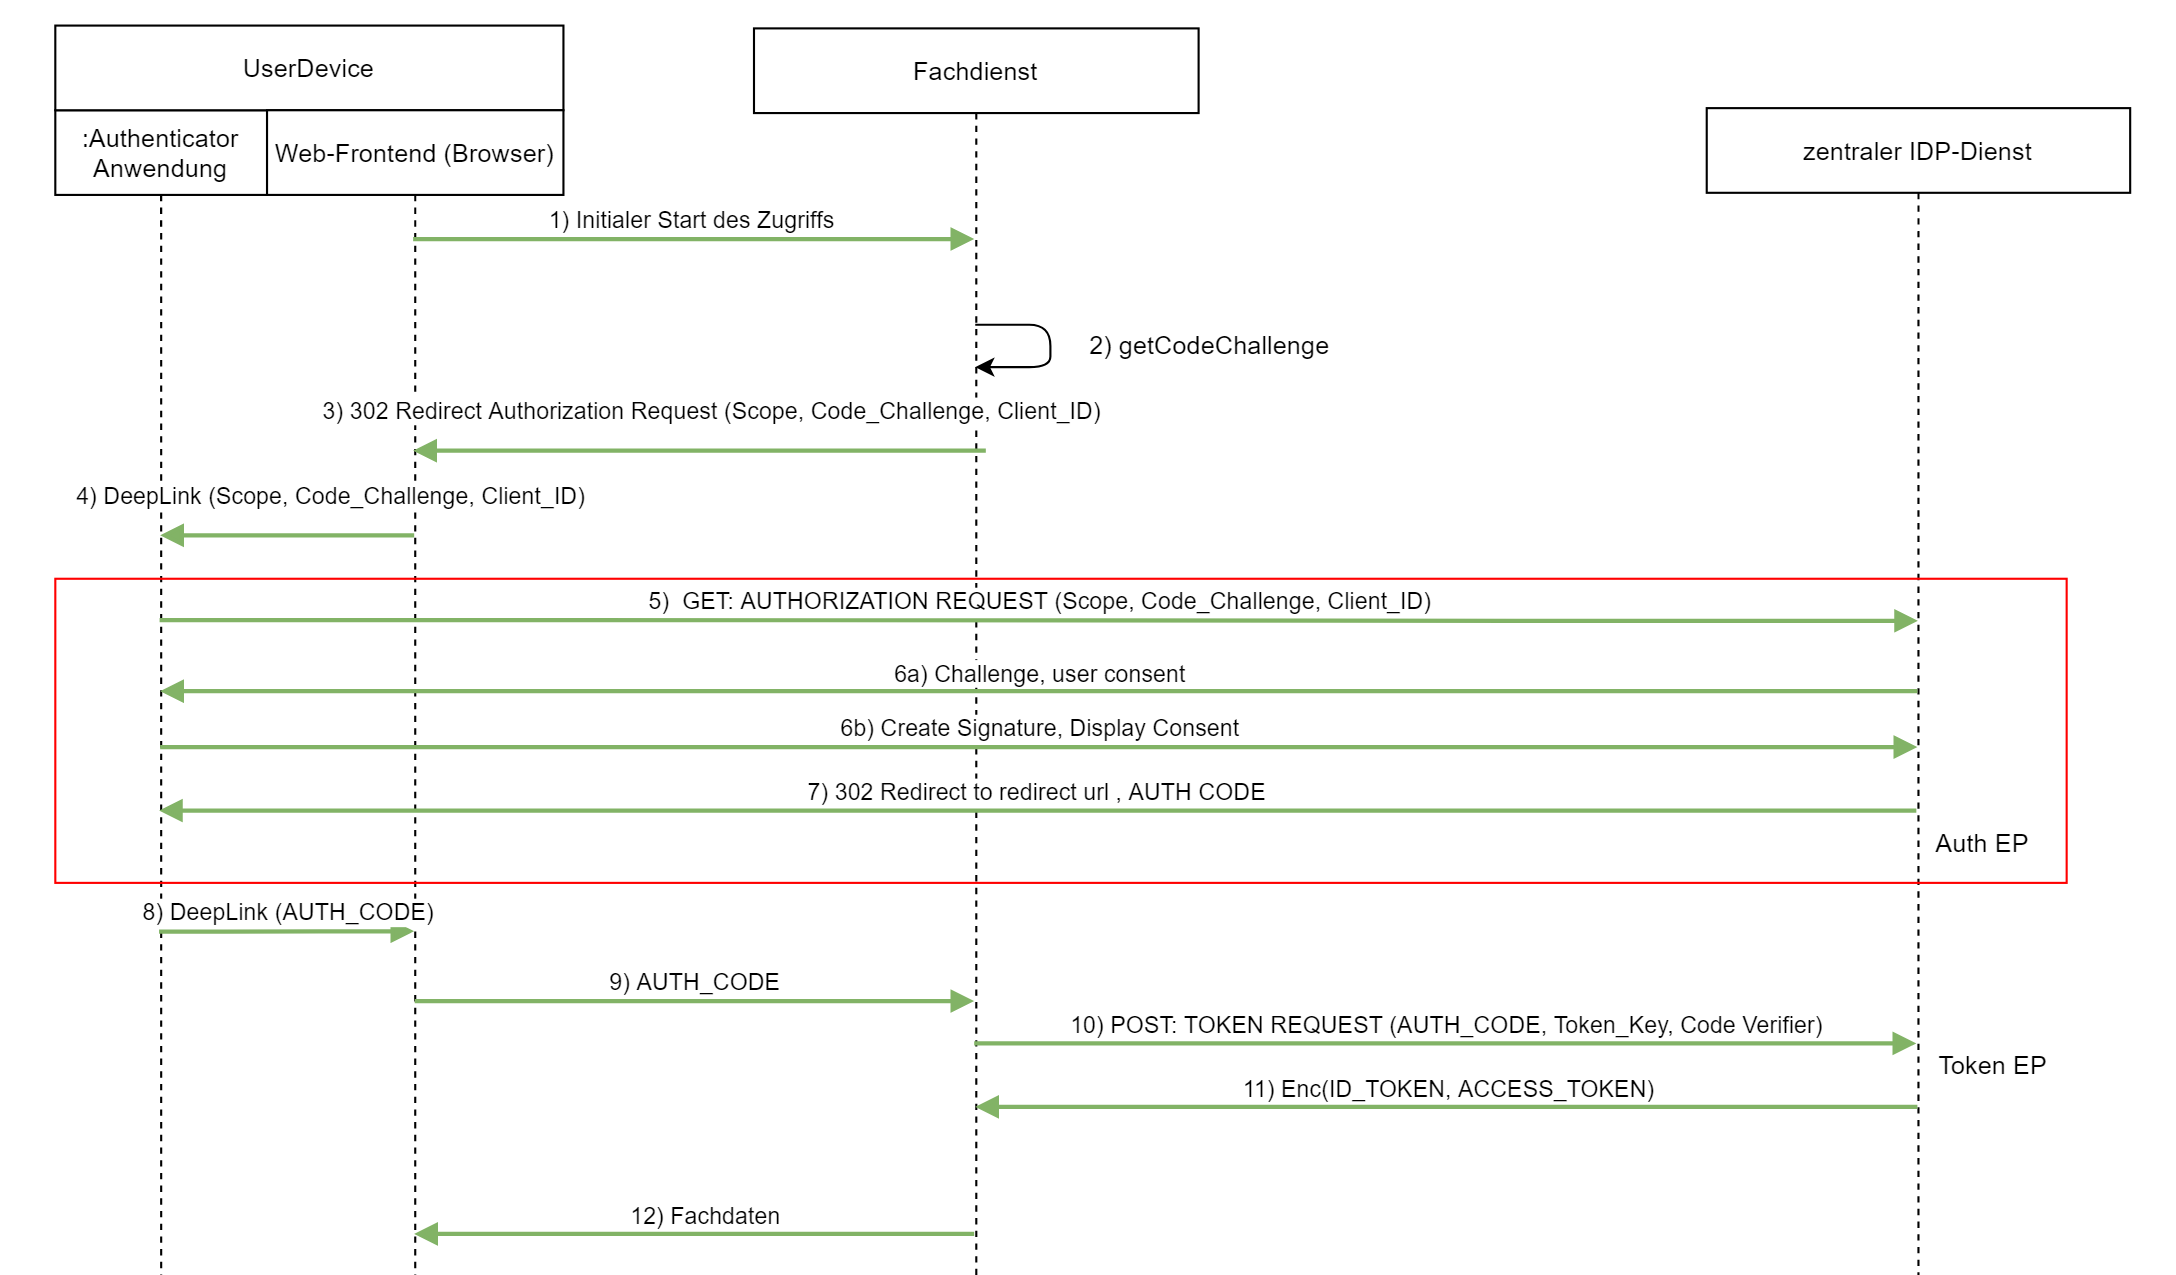 UserDevice
Fachdienst
:Authenticator
Anwendung
Web-Frontend (Browser)
zentraler IDP-Dienst
1) Initialer Start des Zugriffs
2) getCodeChallenge
3) 302 Redirect Authorization Request (Scope, Code_Challenge, Client_ID)
4) DeepLink (Scope, Code_Challenge, Client_ID)
5)  GET: AUTHORIZATION REQUEST (Scope, Code_Challenge, Client_ID)
6a) Challenge, user consent
6b) Create Signature, Display Consent
7) 302 Redirect to redirect url , AUTH CODE
Auth EP
8) DeepLink (AUTH_CODE)
9) AUTH_CODE
10) POST: TOKEN REQUEST (AUTH_CODE, Token_Key, Code Verifier)
Token EP
11) Enc(ID_TOKEN, ACCESS_TOKEN)
12) Fachdaten